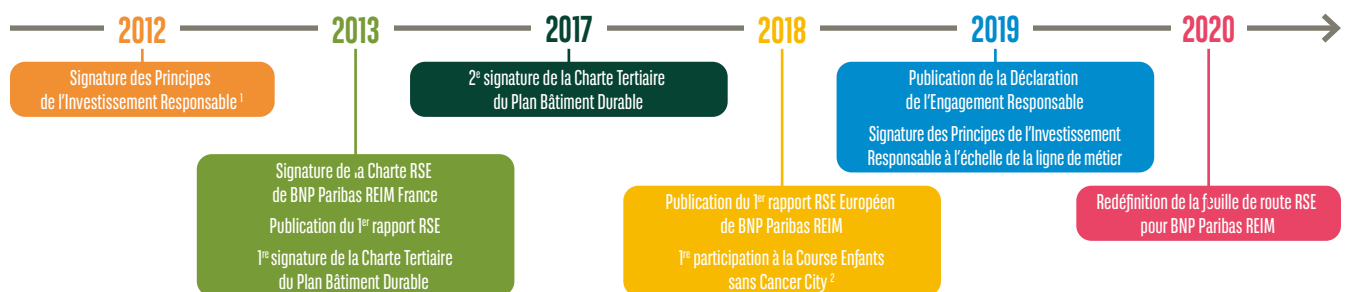 2012
Signature des Principes
de l'Investissement Responsable 1
2013
Signature de la Charte RSE
de BNP Paribas REIM France
Publication du 1er rapport RSE
1re signature de la Charte Tertiaire
du Plan Bâtiment Durable
2017
2e signature de la Charte Tertiaire
du Plan Bâtiment Durable
2018
Publication du 1er rapport RSE Européen
de BNP Paribas REIM
1re participation à la Course Enfants
sans Cancer City 2
2019
Publication de la Déclaration
de l'Engagement Responsable
Signature des Principes de l'Investissement
Responsable à l'échelle de la ligne de métier
2020
Redéfinition de la feuille de route RSE
pour BNP Paribas REIM